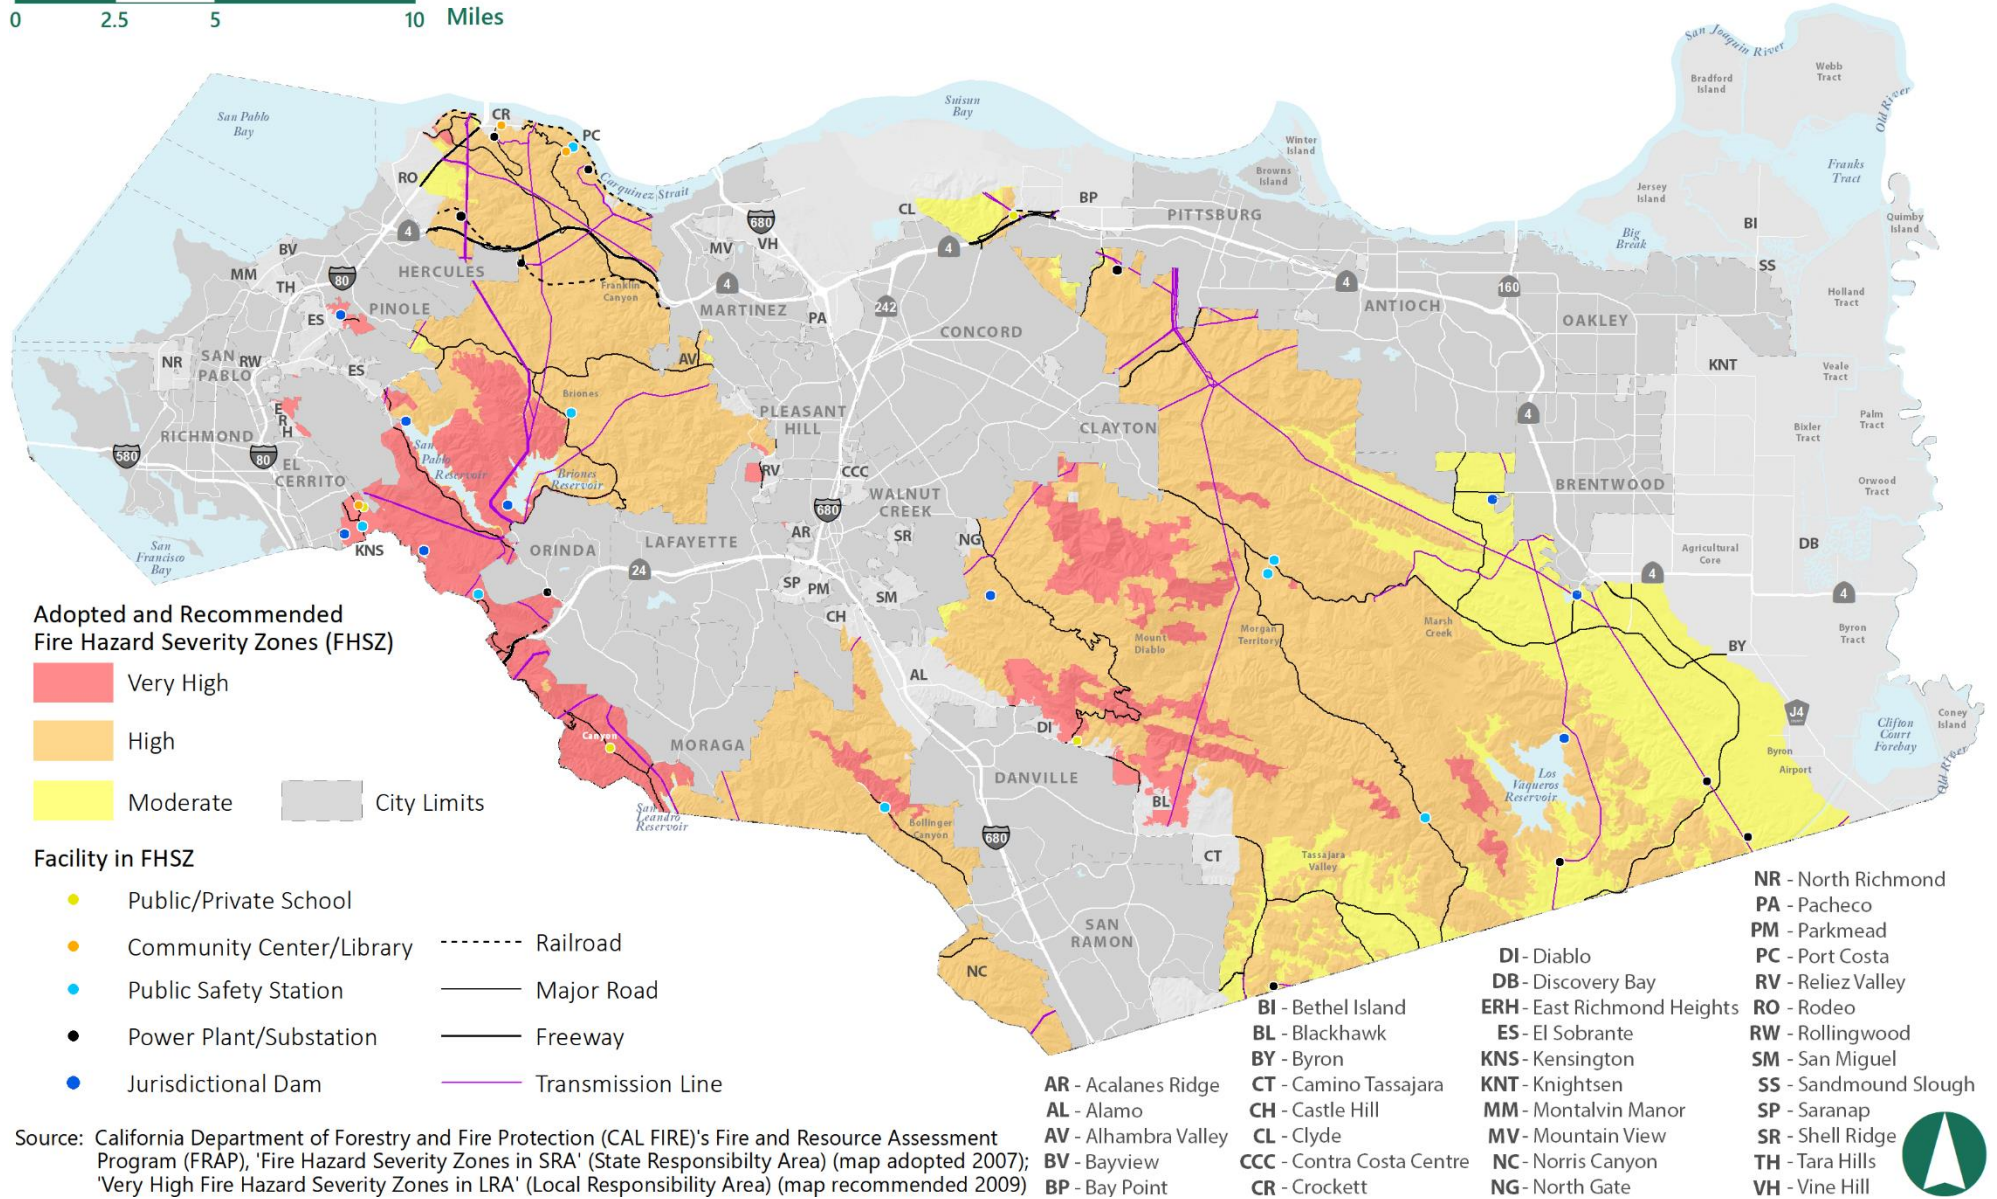 0 2.5 5 10 Miles
San Joaquin River
Bradford
Island
Webb
Tract
Old River
San Pablo
Bay
Suisun
Bay
CR
PC
Winter
Island
Browns
Island
Franks
Tract
Jersey
Island
Quimby
Island
RO
Carquinez Strait
CL
BP
PITTSBURG
BI
Big
Break
4
680
MV
VH
4
BV
HERCULES
SS
MM
80
TH
Franklin
Canyon
4
MARTINEZ
242
4
ANTIOCH
160
Holland
Tract
ES
PINOLE
PA
CONCORD
OAKLEY
NR
SAN
PABLO
RW
ES
AV
KNT
Veale
Tract
Briones
E
R
H
RICHMOND
PLEASANT
HILL
CLAYTON
4
Palm
Tract
Bixler
Tract
580
80
EL
CERRITO
San
Pablo
Reservoir
Briones
Reservoir
RV
CCC
WALNUT
CREEK
BRENTWOOD
Orwood
Tract
680
San
Francisco
Bay
KNS
ORINDA
LAFAYETTE
AR
SR
NG
Agricultural
Core
DB
24
SP
PM
SM
4
4
CH
Mount
Diablo
Morgan
Territory
Marsh
Creek
Byron
Tract
BY
AL
Adopted and Recommended
Fire Hazard Severity Zones (FHSZ)
Very High
High
Moderate
City Limits
Canyon
MORAGA
DI
DANVILLE
J4
Clifton
Court
Forebay
Coney
Island
Old River
Byron
Airport
Los
Vaqueros
Reservoir
San
Leandro
Reservoir
Bollinger
Canyon
BL
680
CT
Tassajara
Valley
SAN
RAMON
NC
Facility in FHSZ
Public/Private School
Community Center/Library
Public Safety Station
Power Plant/Substation
Jurisdictional Dam
Railroad
Major Road
Freeway
Transmission Line
AR - Acalanes Ridge
AL - Alamo
AV - Alhambra Valley
BV - Bayview
BP - Bay Point
BI - Bethel Island
BL - Blackhawk
BY - Byron
CT - Camino Tassajara
CH - Castle Hill
CL - Clyde
CCC - Contra Costa Centre
CR - Crockett
DI - Diablo
DB - Discovery Bay
ERH - East Richmond Heights
ES - El Sobrante
KNS - Kensington
KNT - Knightsen
MM - Montalvin Manor
MV - Mountain View
NC - Norris Canyon
NG - North Gate
NR - North Richmond
PA - Pacheco
PM - Parkmead
PC - Port Costa
RV - Reliez Valley
RO - Rodeo
RW - Rollingwood
SM - San Miguel
SS - Sandmound Slough
SP - Saranap
SR - Shell Ridge
TH - Tara Hills
VH - Vine Hill
Source: California Department of Forestry and Fire Protection (CAL FIRE)'s Fire and Resource Assessment
Program (FRAP), 'Fire Hazard Severity Zones in SRA' (State Responsibilty Area) (map adopted 2007);
'Very High Fire Hazard Severity Zones in LRA' (Local Responsibility Area) (map recommended 2009)